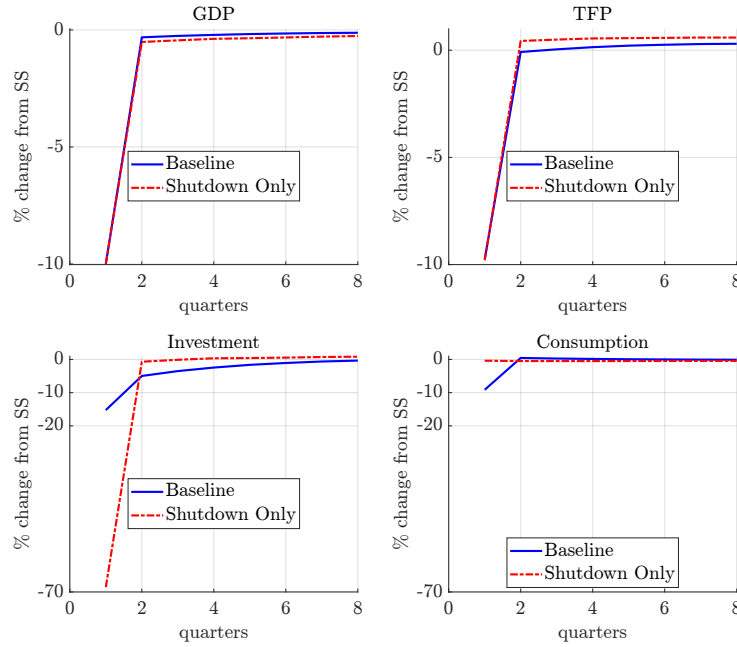 GDP
% change from SS
0
-5
-10
Baseline
Shutdown Only
0
2
4
6
8
quarters
TFP
% change from SS
0
-5
-10
Baseline
Shutdown Only
0
2
4
6
8
quarters
Investment
% change from SS
0
-10
-20
-70
Baseline
Shutdown Only
0
2
4
6
8
quarters
Consumption
% change from SS
0
-10
-20
-70
Baseline
Shutdown Only
0
2
4
6
8
quarters